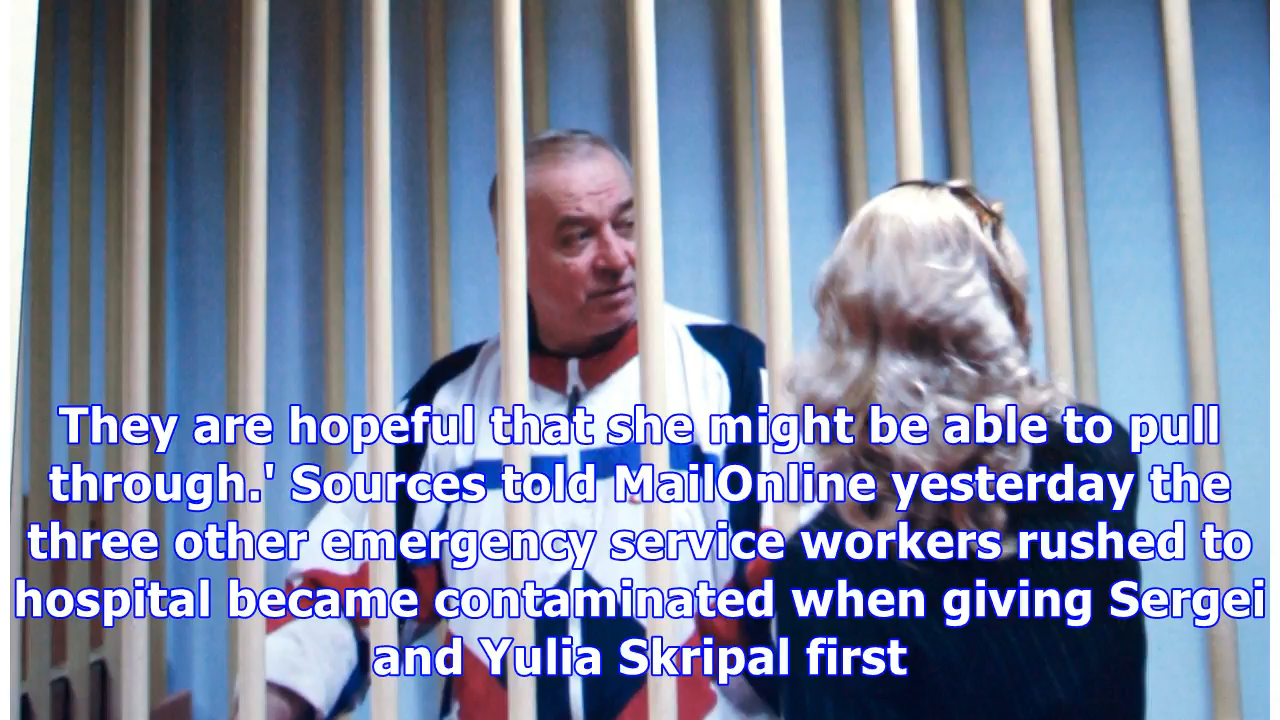 They are hopeful that she might be able to pull
through.' Sources told MailOnline yesterday the
three other emergency service workers rushed to
hospital became contaminated when giving Sergei
and Yulia Skripal first